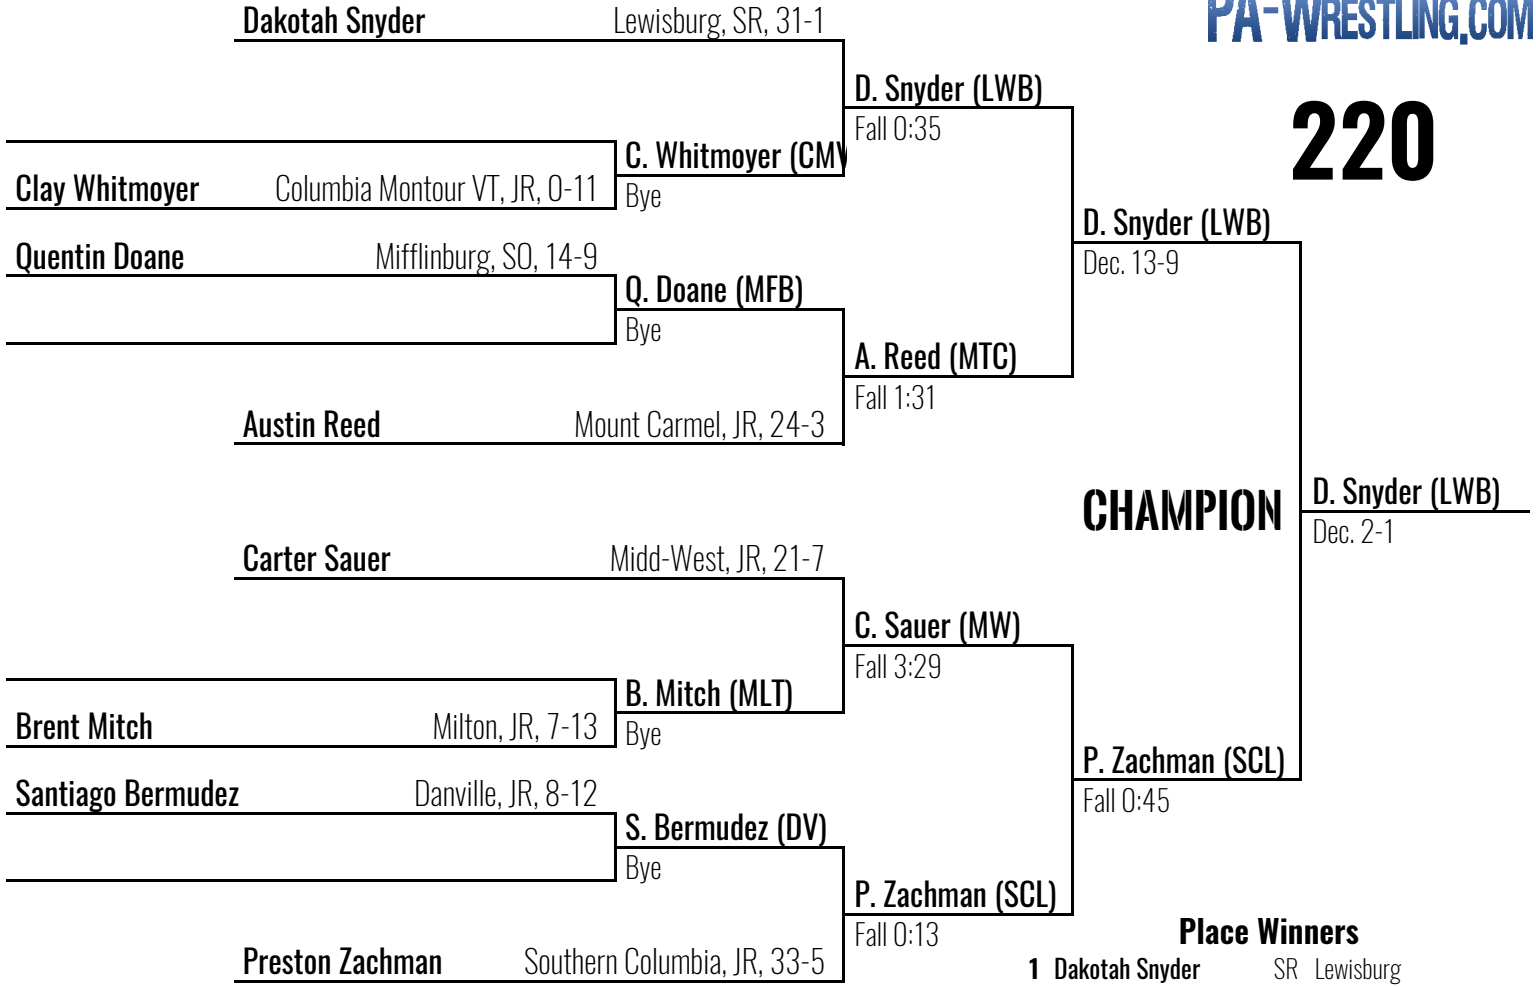 PA-WRESTLING.COM
220
Dakotah Snyder Lewisburg, SR, 31-1
D. Snyder (LWB)
Fall 0:35
C. Whitmoyer (CMV
Clay Whitmoyer Columbia Montour VT, JR, 0-11
Bye
D. Snyder (LWB)
Dec. 13-9
Quentin Doane Mifflinburg, SO, 14-9
Q. Doane (MFB)
Bye
A. Reed (MTC)
Fall 1:31
Austin Reed Mount Carmel, JR, 24-3
CHAMPION
D. Snyder (LWB)
Dec. 2-1
Carter Sauer Midd-West, JR, 21-7
C. Sauer (MW)
Fall 3:29
B. Mitch (MLT)
Brent Mitch Milton, JR, 7-13
Bye
P. Zachman (SCL)
Fall 0:45
Santiago Bermudez Danville, JR, 8-12
S. Bermudez (DV)
Bye
P. Zachman (SCL)
Fall 0:13
Preston Zachman Southern Columbia, JR, 33-5
Place Winners
1 Dakotah Snyder SR Lewisburg